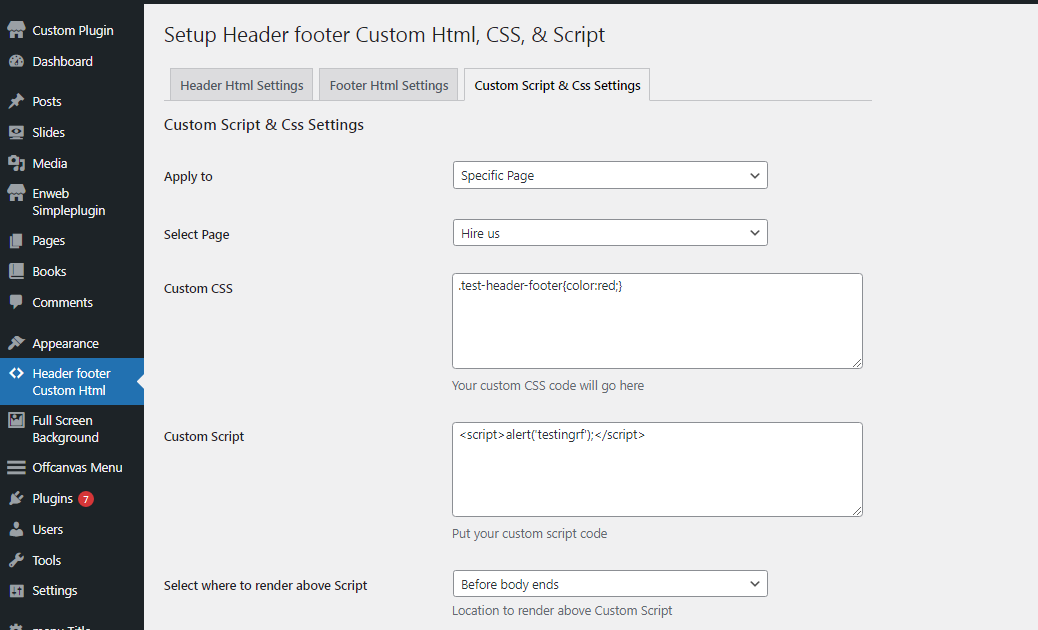 Custom Plugin
Dashboard
Posts
Slides
Media
Enweb
Simpleplugin
Pages
Books
Comments
Appearance
Header footer
Custom Html
Full Screen
Background
Offcanvas Menu
Plugins 7
Users
Tools
Settings
menu Title
Setup Header footer Custom Html, CSS, & Script
Header Html Settings Footer Html Settings Custom Script & Css Settings
Custom Script & Css Settings
Apply to Specific Page
Select Page Hire us
Custom CSS .test-header-footer{color:red;}
Your custom CSS code will go here
Custom Script <script>alert('testingrf');</script>
Put your custom script code
Select where to render above Script Before body ends
Location to render above Custom Script